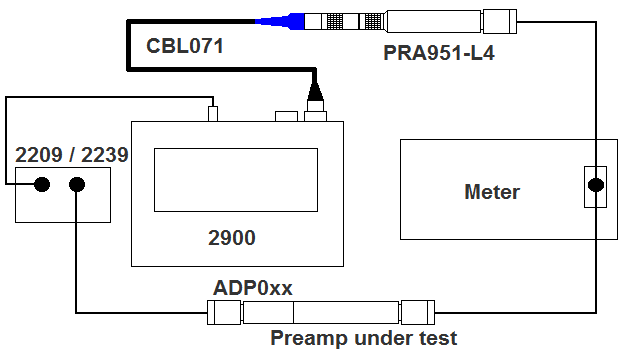 CBL071
PRA951-L4
2209 / 2239
Meter
2900
ADP0xx
Preamp under test